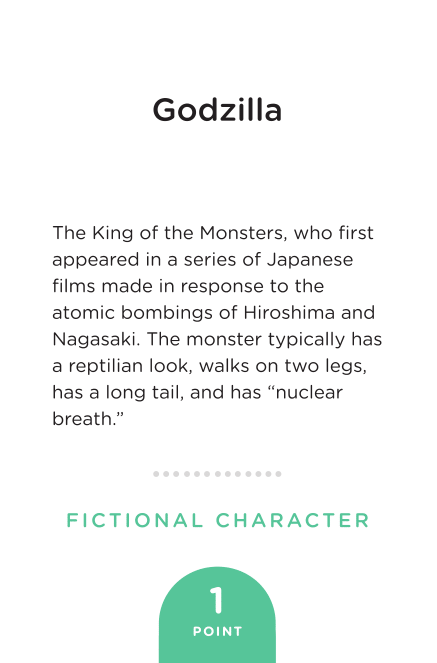 Godzilla
The King of the Monsters, who first
appeared in a series of Japanese
films made in response to the
atomic bombings of Hiroshima and
Nagasaki. The monster typically has
a reptilian look, walks on two legs,
has a long tail, and has “nuclear
breath.”
FICTIONAL CHARACTER
1
POINT